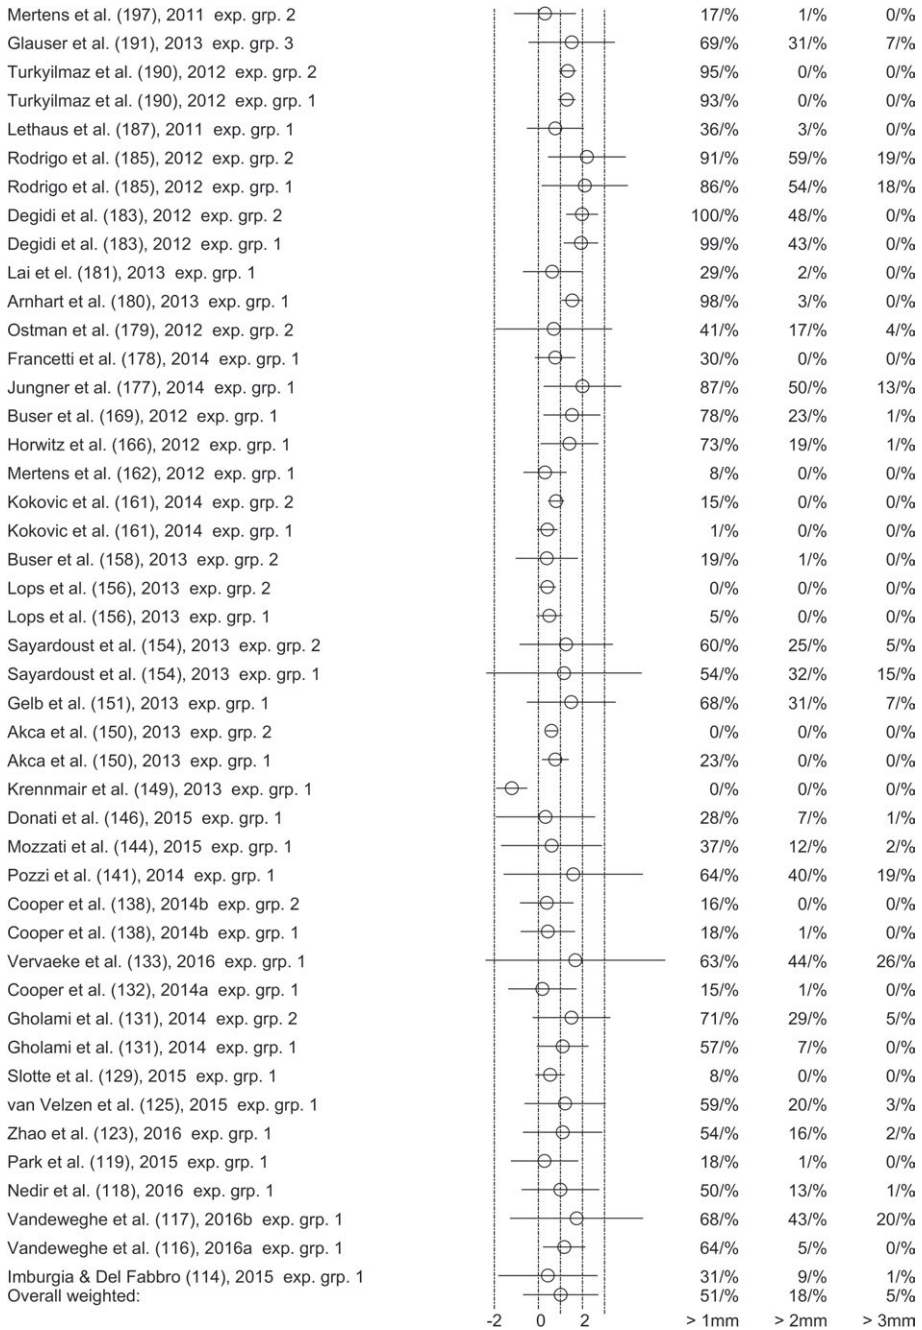 Mertens et al. (197), 2011 exp. grp. 2 17/% 1/% 0/%
Glauser et al. (191), 2013 exp. grp. 3 69/% 31/% 7/%
Turkyilmaz et al. (190), 2012 exp. grp. 2 95/% 0/% 0/%
Turkyilmaz et al. (190), 2012 exp. grp. 1 93/% 0/% 0/%
Lethaus et al. (187), 2011 exp. grp. 1 36/% 3/% 0/%
Rodrigo et al. (185), 2012 exp. grp. 2 91/% 59/% 19/%
Rodrigo et al. (185), 2012 exp. grp. 1 86/% 54/% 18/%
Degidi et al. (183), 2012 exp. grp. 2 100/% 48/% 0/%
Degidi et al. (183), 2012 exp. grp. 1 99/% 43/% 0/%
Lai et el. (181), 2013 exp. grp. 1 29/% 2/% 0/%
Arnhart et al. (180), 2013 exp. grp. 1 98/% 3/% 0/%
Ostman et al. (179), 2012 exp. grp. 2 41/% 17/% 4/%
Francetti et al. (178), 2014 exp. grp. 1 30/% 0/% 0/%
Jungner et al. (177), 2014 exp. grp. 1 87/% 50/% 13/%
Buser et al. (169), 2012 exp. grp. 1 78/% 23/% 1/%
Horwitz et al. (166), 2012 exp. grp. 1 73/% 19/% 1/%
Mertens et al. (162), 2012 exp. grp. 1 8/% 0/% 0/%
Kokovic et al. (161), 2014 exp. grp. 2 15/% 0/% 0/%
Kokovic et al. (161), 2014 exp. grp. 1 1/% 0/% 0/%
Buser et al. (158), 2013 exp. grp. 2 19/% 1/% 0/%
Lops et al. (156), 2013 exp. grp. 2 0/% 0/% 0/%
Lops et al. (156), 2013 exp. grp. 1 5/% 0/% 0/%
Sayardoust et al. (154), 2013 exp. grp. 2 60/% 25/% 5/%
Sayardoust et al. (154), 2013 exp. grp. 1 54/% 32/% 15/%
Gelb et al. (151), 2013 exp. grp. 1 68/% 31/% 7/%
Akca et al. (150), 2013 exp. grp. 2 0/% 0/% 0/%
Akca et al. (150), 2013 exp. grp. 1 23/% 0/% 0/%
Krennmair et al. (149), 2013 exp. grp. 1 0/% 0/% 0/%
Donati et al. (146), 2015 exp. grp. 1 28/% 7/% 1/%
Mozzati et al. (144), 2015 exp. grp. 1 37/% 12/% 2/%
Pozzi et al. (141), 2014 exp. grp. 1 64/% 40/% 19/%
Cooper et al. (138), 2014b exp. grp. 2 16/% 0/% 0/%
Cooper et al. (138), 2014b exp. grp. 1 18/% 1/% 0/%
Vervaeke et al. (133), 2016 exp. grp. 1 63/% 44/% 26/%
Cooper et al. (132), 2014a exp. grp. 1 15/% 1/% 0/%
Gholami et al. (131), 2014 exp. grp. 2 71/% 29/% 5/%
Gholami et al. (131), 2014 exp. grp. 1 57/% 7/% 0/%
Slotte et al. (129), 2015 exp. grp. 1 8/% 0/% 0/%
van Velzen et al. (125), 2015 exp. grp. 1 59/% 20/% 3/%
Zhao et al. (123), 2016 exp. grp. 1 54/% 16/% 2/%
Park et al. (119), 2015 exp. grp. 1 18/% 1/% 0/%
Nedir et al. (118), 2016 exp. grp. 1 50/% 13/% 1/%
Vandeweghe et al. (117), 2016b exp. grp. 1 68/% 43/% 20/%
Vandeweghe et al. (116), 2016a exp. grp. 1 64/% 5/% 0/%
Imburgia & Del Fabbro (114), 2015 exp. grp. 1 31/% 9/% 1/%
Overall weighted: 51/% 18/% 5/%
-2 0 2 > 1mm > 2mm > 3mm